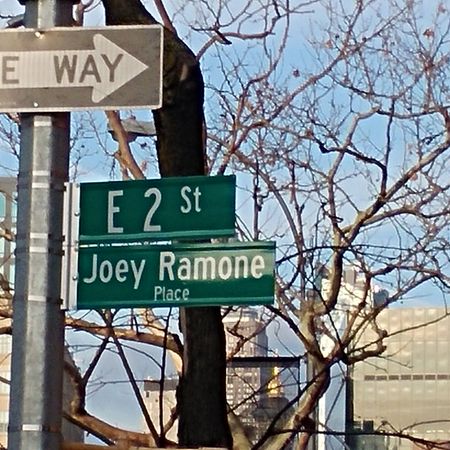 E WAY
E 2 St
Joey Ramone
Place